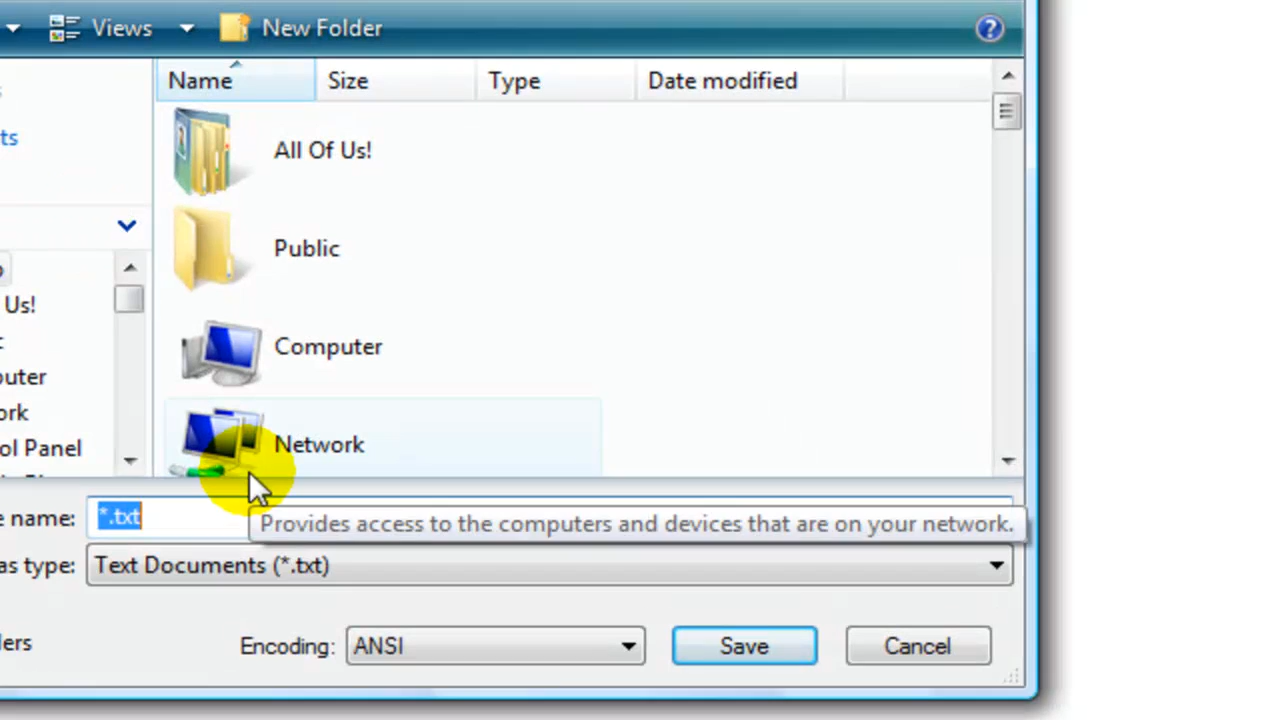 Views New Folder
Name Size Type Date modified
ts
All Of Us!
Public
Us!
Computer
outer
ork
Network
ol Panel
e name: *.txt
Provides access to the computers and devices that are on your network.
as type: Text Documents (*.txt)
ers
Encoding: ANSI Save Cancel